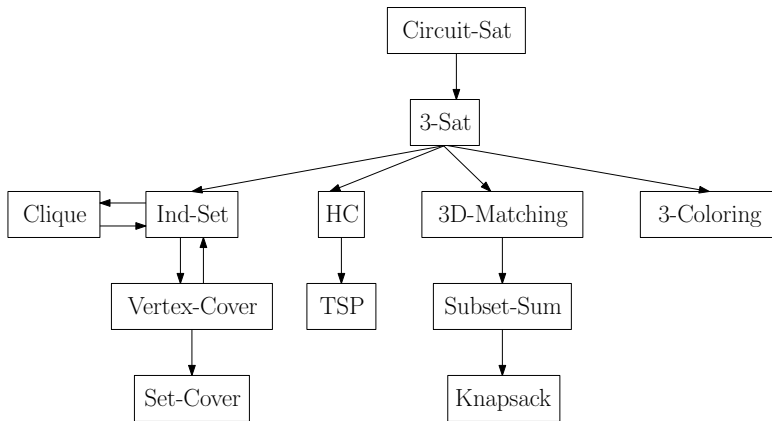 Circuit-Sat
3-Sat
Clique
Ind-Set
HC
3D-Matching
3-Coloring
Vertex-Cover
TSP
Subset-Sum
Set-Cover
Knapsack